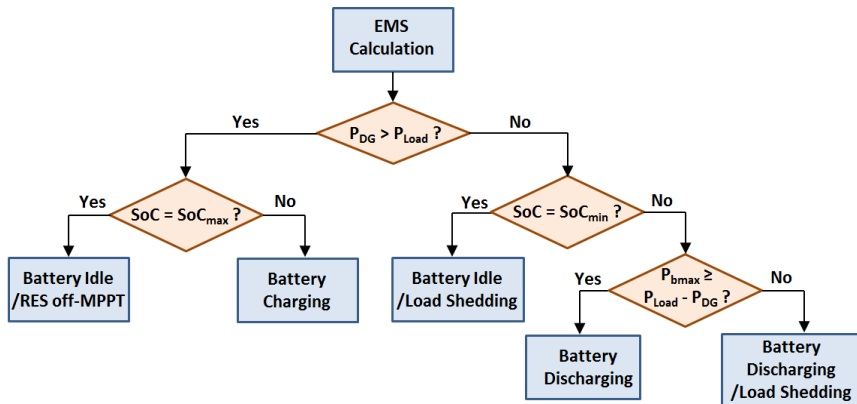 EMS
Calculation
P_DG > P_Load ?
Yes
No
SoC = SoC_max ?
SoC = SoC_min ?
Yes
No
Yes
No
Battery Idle
/RES off-MPPT
Battery
Charging
Battery Idle
/Load Shedding
P_bmax ≥
P_Load - P_DG ?
Yes
No
Battery
Discharging
Battery
Discharging
/Load Shedding